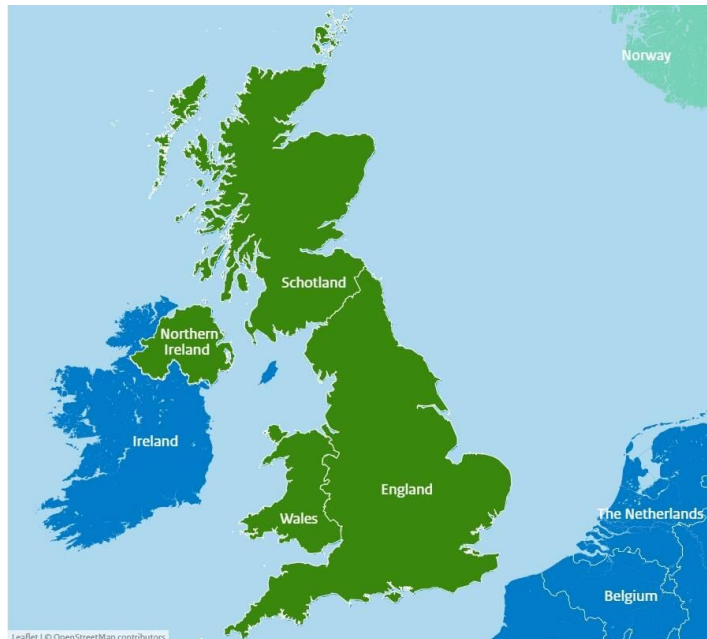 Norway
Schotland
Northern
Ireland
Ireland
England
Wales
The Netherlands
Belgium
Leaflet | © OpenStreetMap contributors